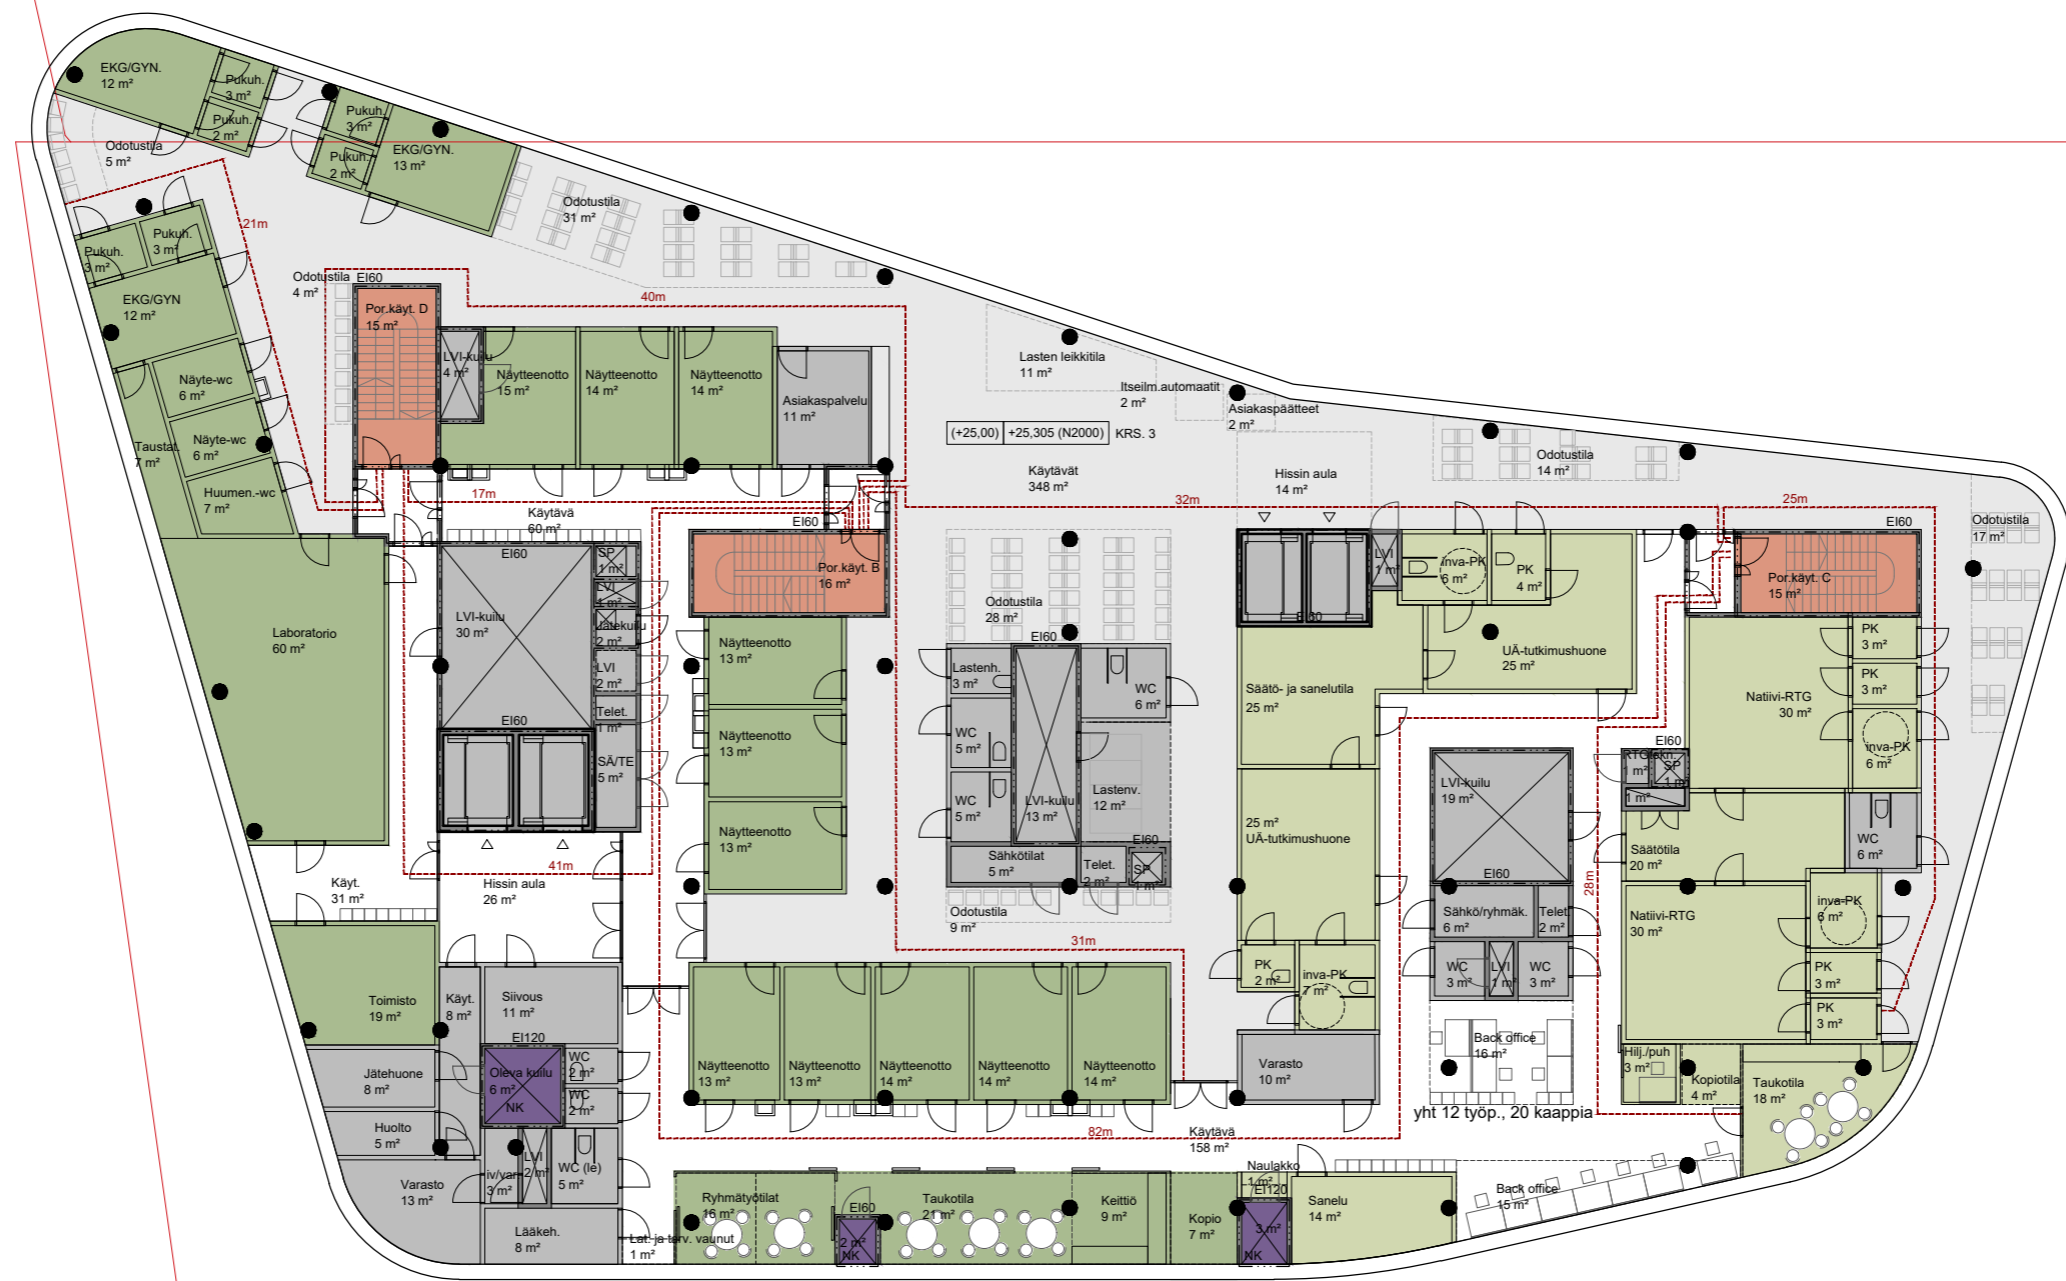 EKG/GYN.
12 m²
Pukuh.
3 m²
Pukuh.
2 m²
Pukuh.
3 m²
Pukuh.
2 m²
EKG/GYN.
13 m²
Odotustila
5 m²
21m
Pukuh.
3 m²
Pukuh.
3 m²
EKG/GYN
12 m²
Odotustila
31 m²
Odotustila
4 m²
EI60
Por.käyt. D
15 m²
40m
LVI-kuilu
4 m²
Näytteenotto
15 m²
Näytteenotto
14 m²
Näytteenotto
14 m²
Asiakaspalvelu
11 m²
Lasten leikkitila
11 m²
Itseilm.automaatit
2 m²
Asiakaspäätteet
2 m²
(+25,00) +25,305 (N2000) KRS. 3
Käytävät
348 m²
Hissin aula
14 m²
Odotustila
14 m²
Näyte-wc
6 m²
Näyte-wc
6 m²
Taustat.
7 m²
Huumen.-wc
7 m²
17m
Käytävä
60 m²
32m
25m
EI60
EI60
EI60
Odotustila
17 m²
Laboratorio
60 m²
LVI-kuilu
30 m²
SP
1 m²
LVI
1 m²
Jätekuilu
2 m²
LVI
2 m²
Telet.
1 m²
SÄ/TE
5 m²
EI60
Por.käyt. B
16 m²
Näytteenotto
13 m²
Näytteenotto
13 m²
Näytteenotto
13 m²
Odotustila
28 m²
EI60
Lastenh.
3 m²
WC
5 m²
WC
5 m²
LVI-kuilu
13 m²
WC
6 m²
Lastenv.
12 m²
Sähkötilat
5 m²
Telet.
2 m²
EI60
SP
1 m²
Odotustila
9 m²
EI60
LVI
1 m²
inva-PK
6 m²
PK
4 m²
UÄ-tutkimushuone
25 m²
Säätö- ja sanelutila
25 m²
25 m²
UÄ-tutkimushuone
PK
2 m²
inva-PK
7 m²
Varasto
10 m²
LVI-kuilu
19 m²
EI60
Sähkö/ryhmäk.
6 m²
Telet.
2 m²
WC
3 m²
LVI
1 m²
WC
3 m²
Back office
16 m²
yht 12 työp., 20 kaappia
Por.käyt. C
15 m²
PK
3 m²
PK
3 m²
inva-PK
6 m²
Natiivi-RTG
30 m²
EI60
1 m²
SP
1 m²
1 m²
Säätötila
20 m²
WC
6 m²
28m
Natiivi-RTG
30 m²
inva-PK
6 m²
PK
3 m²
PK
3 m²
Hilj./puh
3 m²
Kopiotila
4 m²
Taukotila
18 m²
Käyt.
31 m²
41m
Hissin aula
26 m²
31m
Toimisto
19 m²
Käyt.
8 m²
Siivous
11 m²
EI120
Oleva kuilu
6 m²
NK
WC
2 m²
WC
2 m²
Jätehuone
8 m²
Huolto
5 m²
Varasto
13 m²
iv/var
3 m²
LVI
2 m²
WC (le)
5 m²
Lääkeh.
8 m²
Lat. ja terv. vaunut
1 m²
Näytteenotto
13 m²
Näytteenotto
13 m²
Näytteenotto
14 m²
Näytteenotto
14 m²
Näytteenotto
14 m²
82m
Käytävä
158 m²
Ryhmätyötilat
16 m²
EI60
2 m²
NK
Taukotila
21 m²
Keittiö
9 m²
Kopio
7 m²
Naulakko
1 m²
EI120
3 m²
NK
Sanelu
14 m²
Back office
15 m²